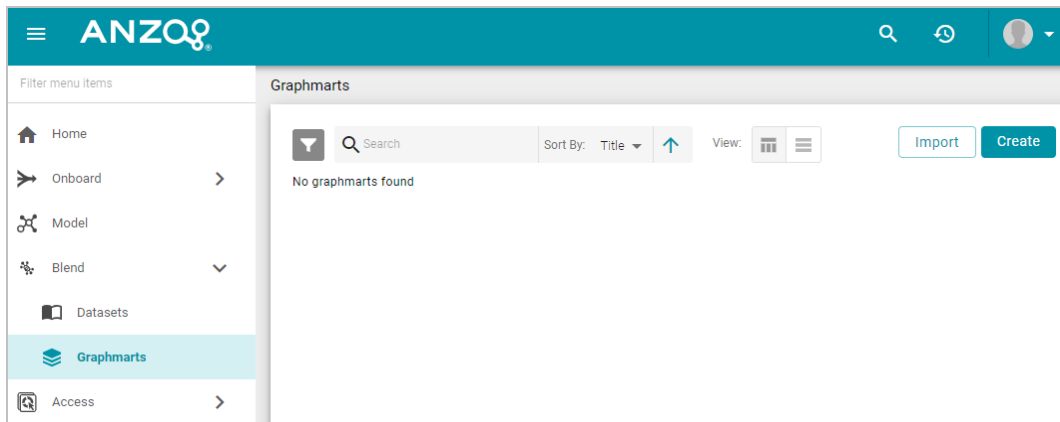 ANZO®
Filter menu items
Home
Onboard
Model
Blend
Datasets
Graphmarts
Access
Graphmarts
Search
Sort By: Title
View:
Import
Create
No graphmarts found